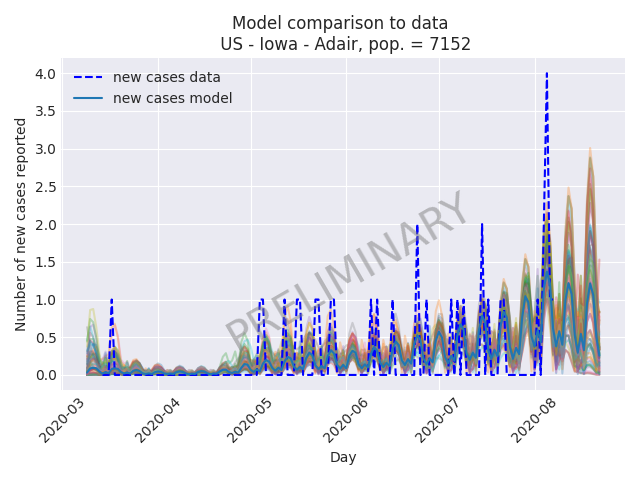 Model comparison to data
US - Iowa - Adair, pop. = 7152
new cases data
new cases model
PRELIMINARY
Number of new cases reported
4.0
3.5
3.0
2.5
2.0
1.5
1.0
0.5
0.0
2020-03
2020-04
2020-05
2020-06
2020-07
2020-08
Day